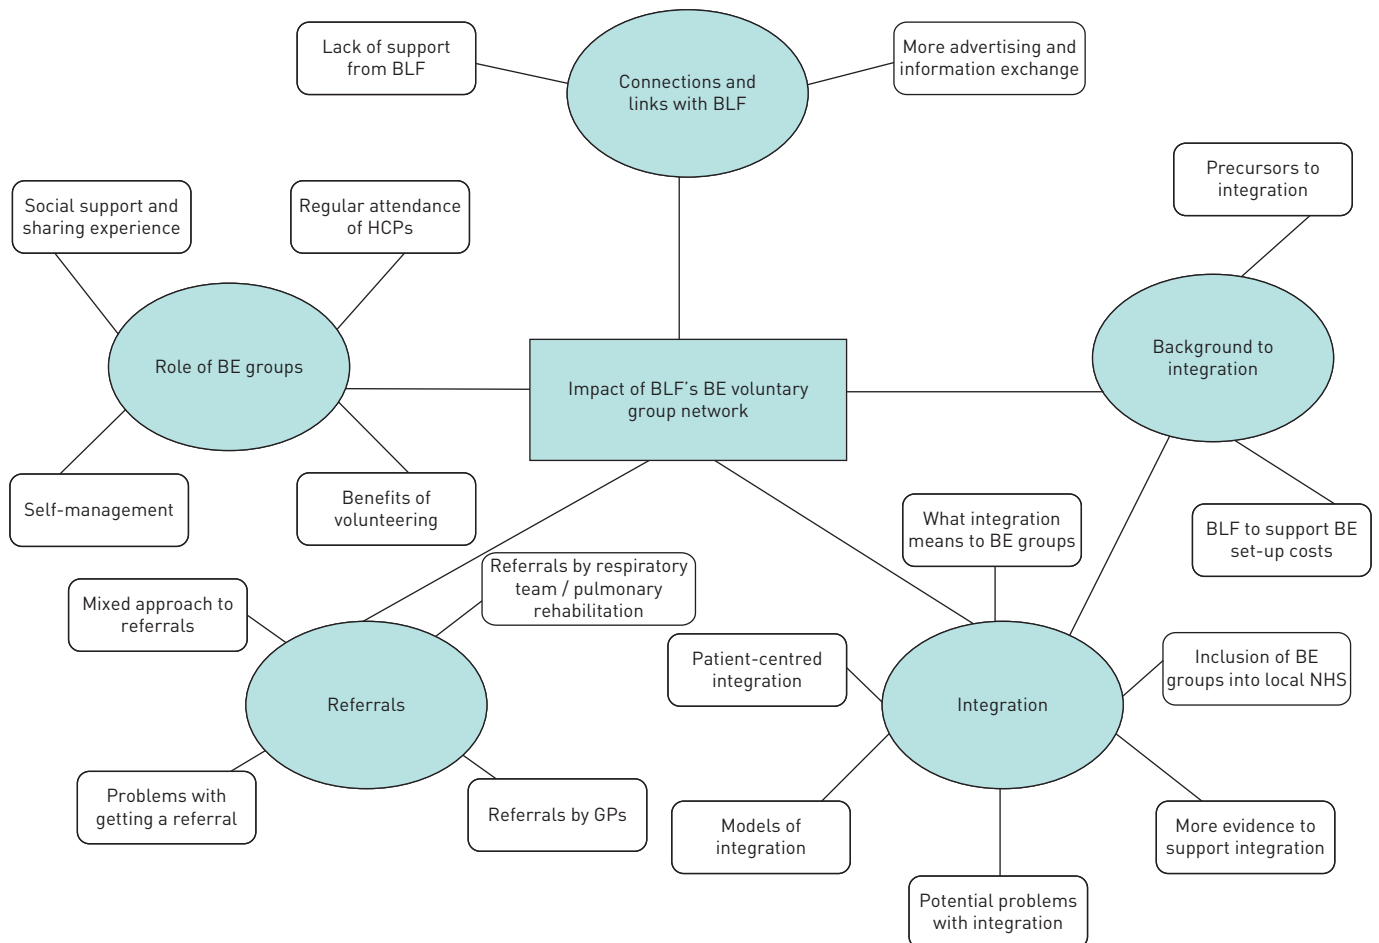 Lack of support
from BLF
Connections and
links with BLF
More advertising and
information exchange
Precursors to
integration
Social support and
sharing experience
Regular attendance
of HCPs
Role of BE groups
Impact of BLF's BE voluntary
group network
Background to
integration
Self-management
Benefits of
volunteering
What integration
means to BE groups
BLF to support BE
set-up costs
Mixed approach to
referrals
Referrals by respiratory
team / pulmonary
rehabilitation
Patient-centred
integration
Inclusion of BE
groups into local NHS
Referrals
Integration
Problems with
getting a referral
Referrals by GPs
Models of
integration
More evidence to
support integration
Potential problems
with integration